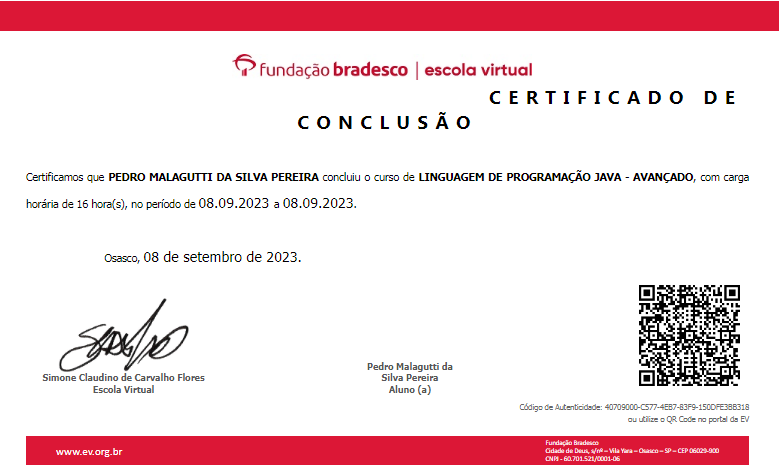 fundação bradesco | escola virtual
CERTIFICADO DE
CONCLUSÃO
Certificamos que PEDRO MALAGUTTI DA SILVA PEREIRA concluiu o curso de LINGUAGEM DE PROGRAMAÇÃO JAVA - AVANÇADO, com carga
horária de 16 hora(s), no período de 08.09.2023 a 08.09.2023.
Osasco, 08 de setembro de 2023.
Simone Claudino de Carvalho Flores
Escola Virtual
Pedro Malagutti da
Silva Pereira
Aluno (a)
Código de Autenticidade: 40709000-C577-4EB7-83F9-150DFE3BB318
ou utilize o QR Code no portal da EV
www.ev.org.br
Fundação Bradesco
Cidade de Deus, s/nº – Vila Yara – Osasco – SP – CEP 06029-900
CNPJ - 60.701.521/0001-06